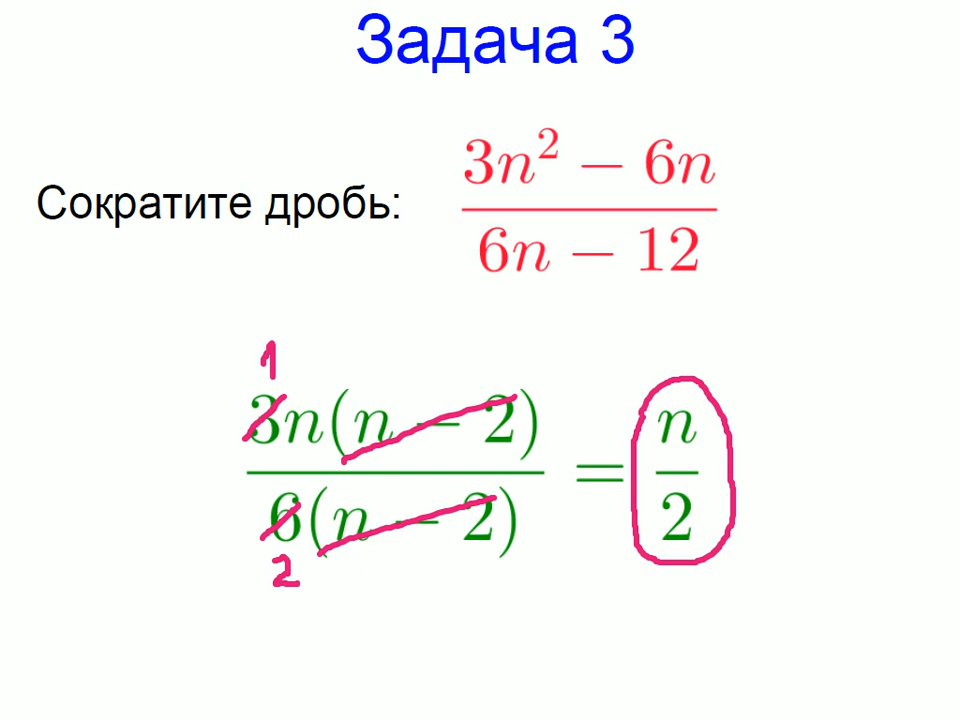 Задача 3
Сократите дробь:
3n² − 6n
6n − 12
1
3n(n − 2)
6(n − 2)
2
=
n
2